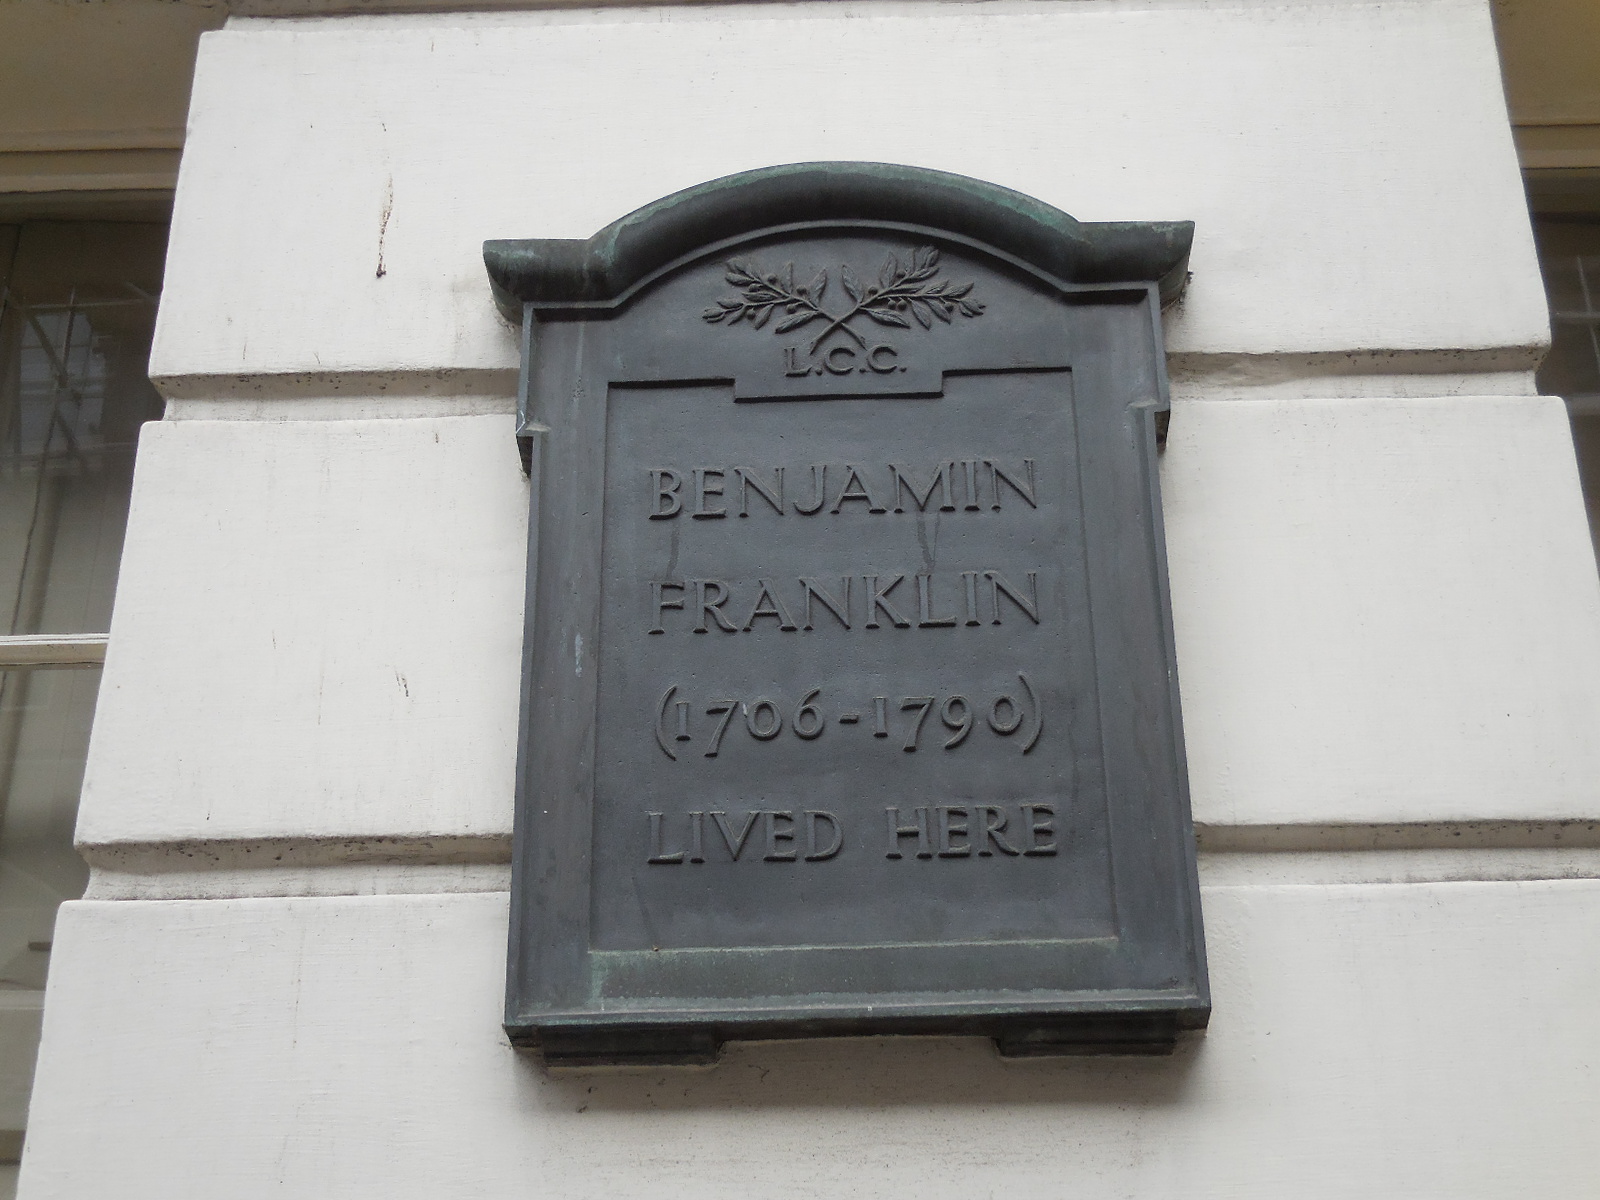 L.C.C.
BENJAMIN
FRANKLIN
(1706-1790)
LIVED HERE